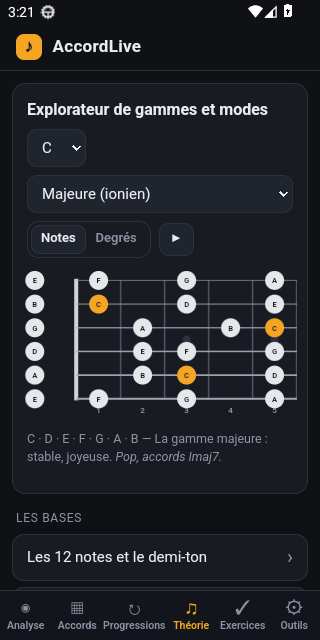 3:21
♪ AccordLive
Explorateur de gammes et modes
C
Majeure (ionien)
Notes Degrés ▶
E F G A
B C D E
G A B C
D E F G
A B C D
E F G A
1 2 3 4 5
C · D · E · F · G · A · B — La gamme majeure :
stable, joyeuse. Pop, accords Imaj7.
LES BASES
Les 12 notes et le demi-ton ›
Analyse Accords Progressions Théorie Exercices Outils